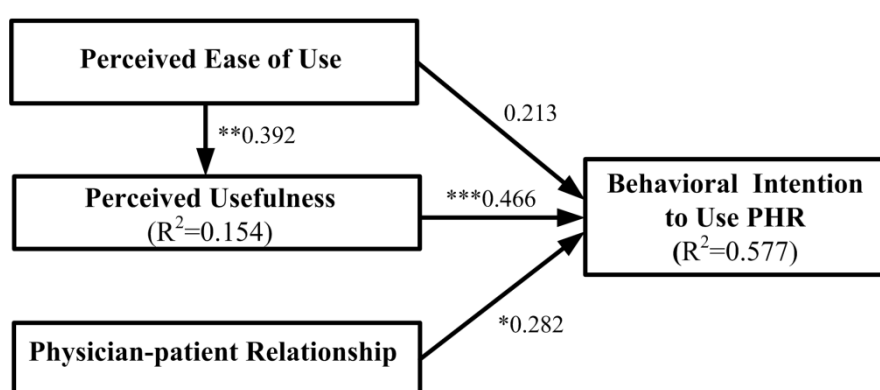 Perceived Ease of Use
0.213
**0.392
Perceived Usefulness
(R²=0.154)
***0.466
Behavioral Intention
to Use PHR
(R²=0.577)
*0.282
Physician-patient Relationship